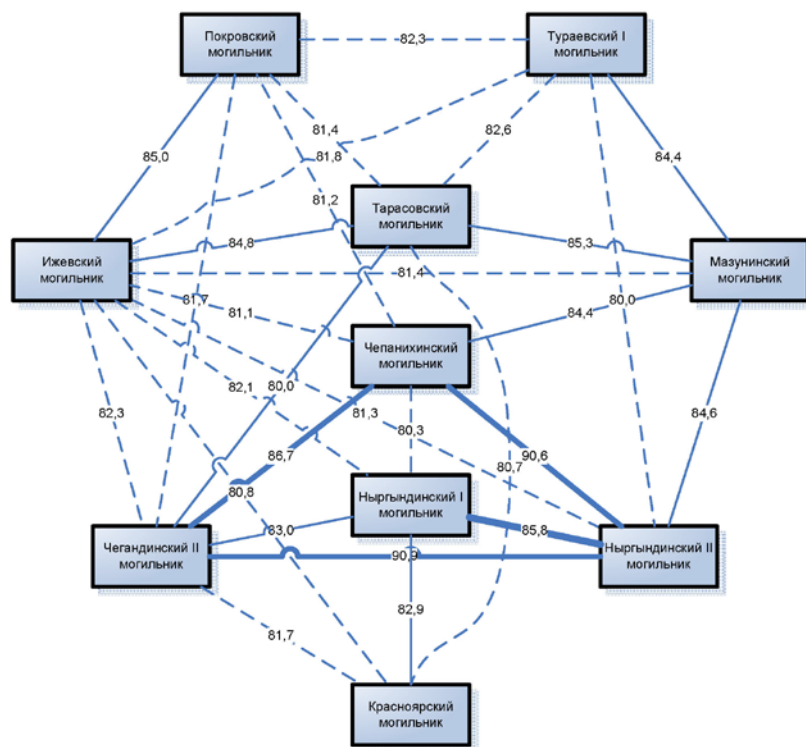 Покровский
могильник
82,3
Тураевский I
могильник
81,4
82,6
85,0
81,8
84,4
81,2
Тарасовский
могильник
Ижевский
могильник
84,8
85,3
Мазунинский
могильник
81,4
81,7
81,1
84,4
80,0
Чепанихинский
могильник
82,1
80,0
82,3
81,3
80,3
84,6
86,7
90,6
80,7
80,8
Ныргындинский I
могильник
Чегандинский II
могильник
83,0
85,8
Ныргындинский II
могильник
90,9
82,9
81,7
Красноярский
могильник